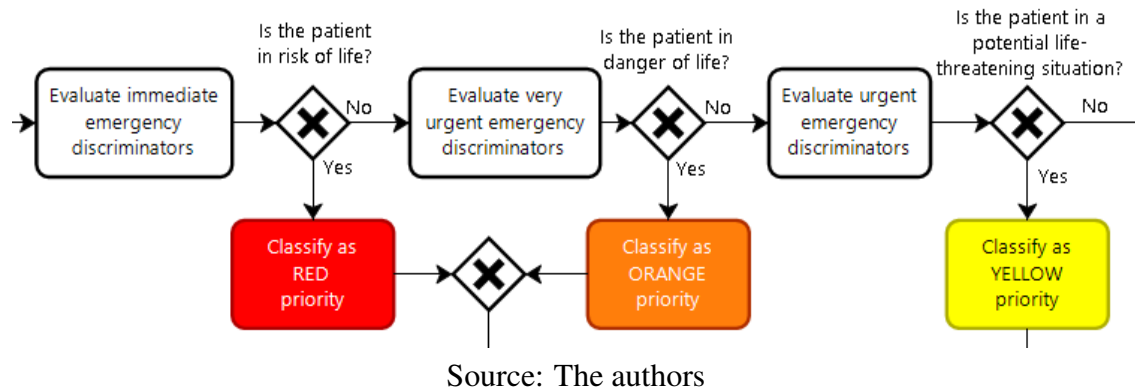 Is the patient
in risk of life?
Is the patient in
danger of life?
Is the patient in a
potential life-
threatening situation?
Evaluate immediate
emergency
discriminators
No
Evaluate very
urgent emergency
discriminators
No
Evaluate urgent
emergency
discriminators
No
Yes
Yes
Yes
Classify as
RED
priority
Classify as
ORANGE
priority
Classify as
YELLOW
priority
Source: The authors